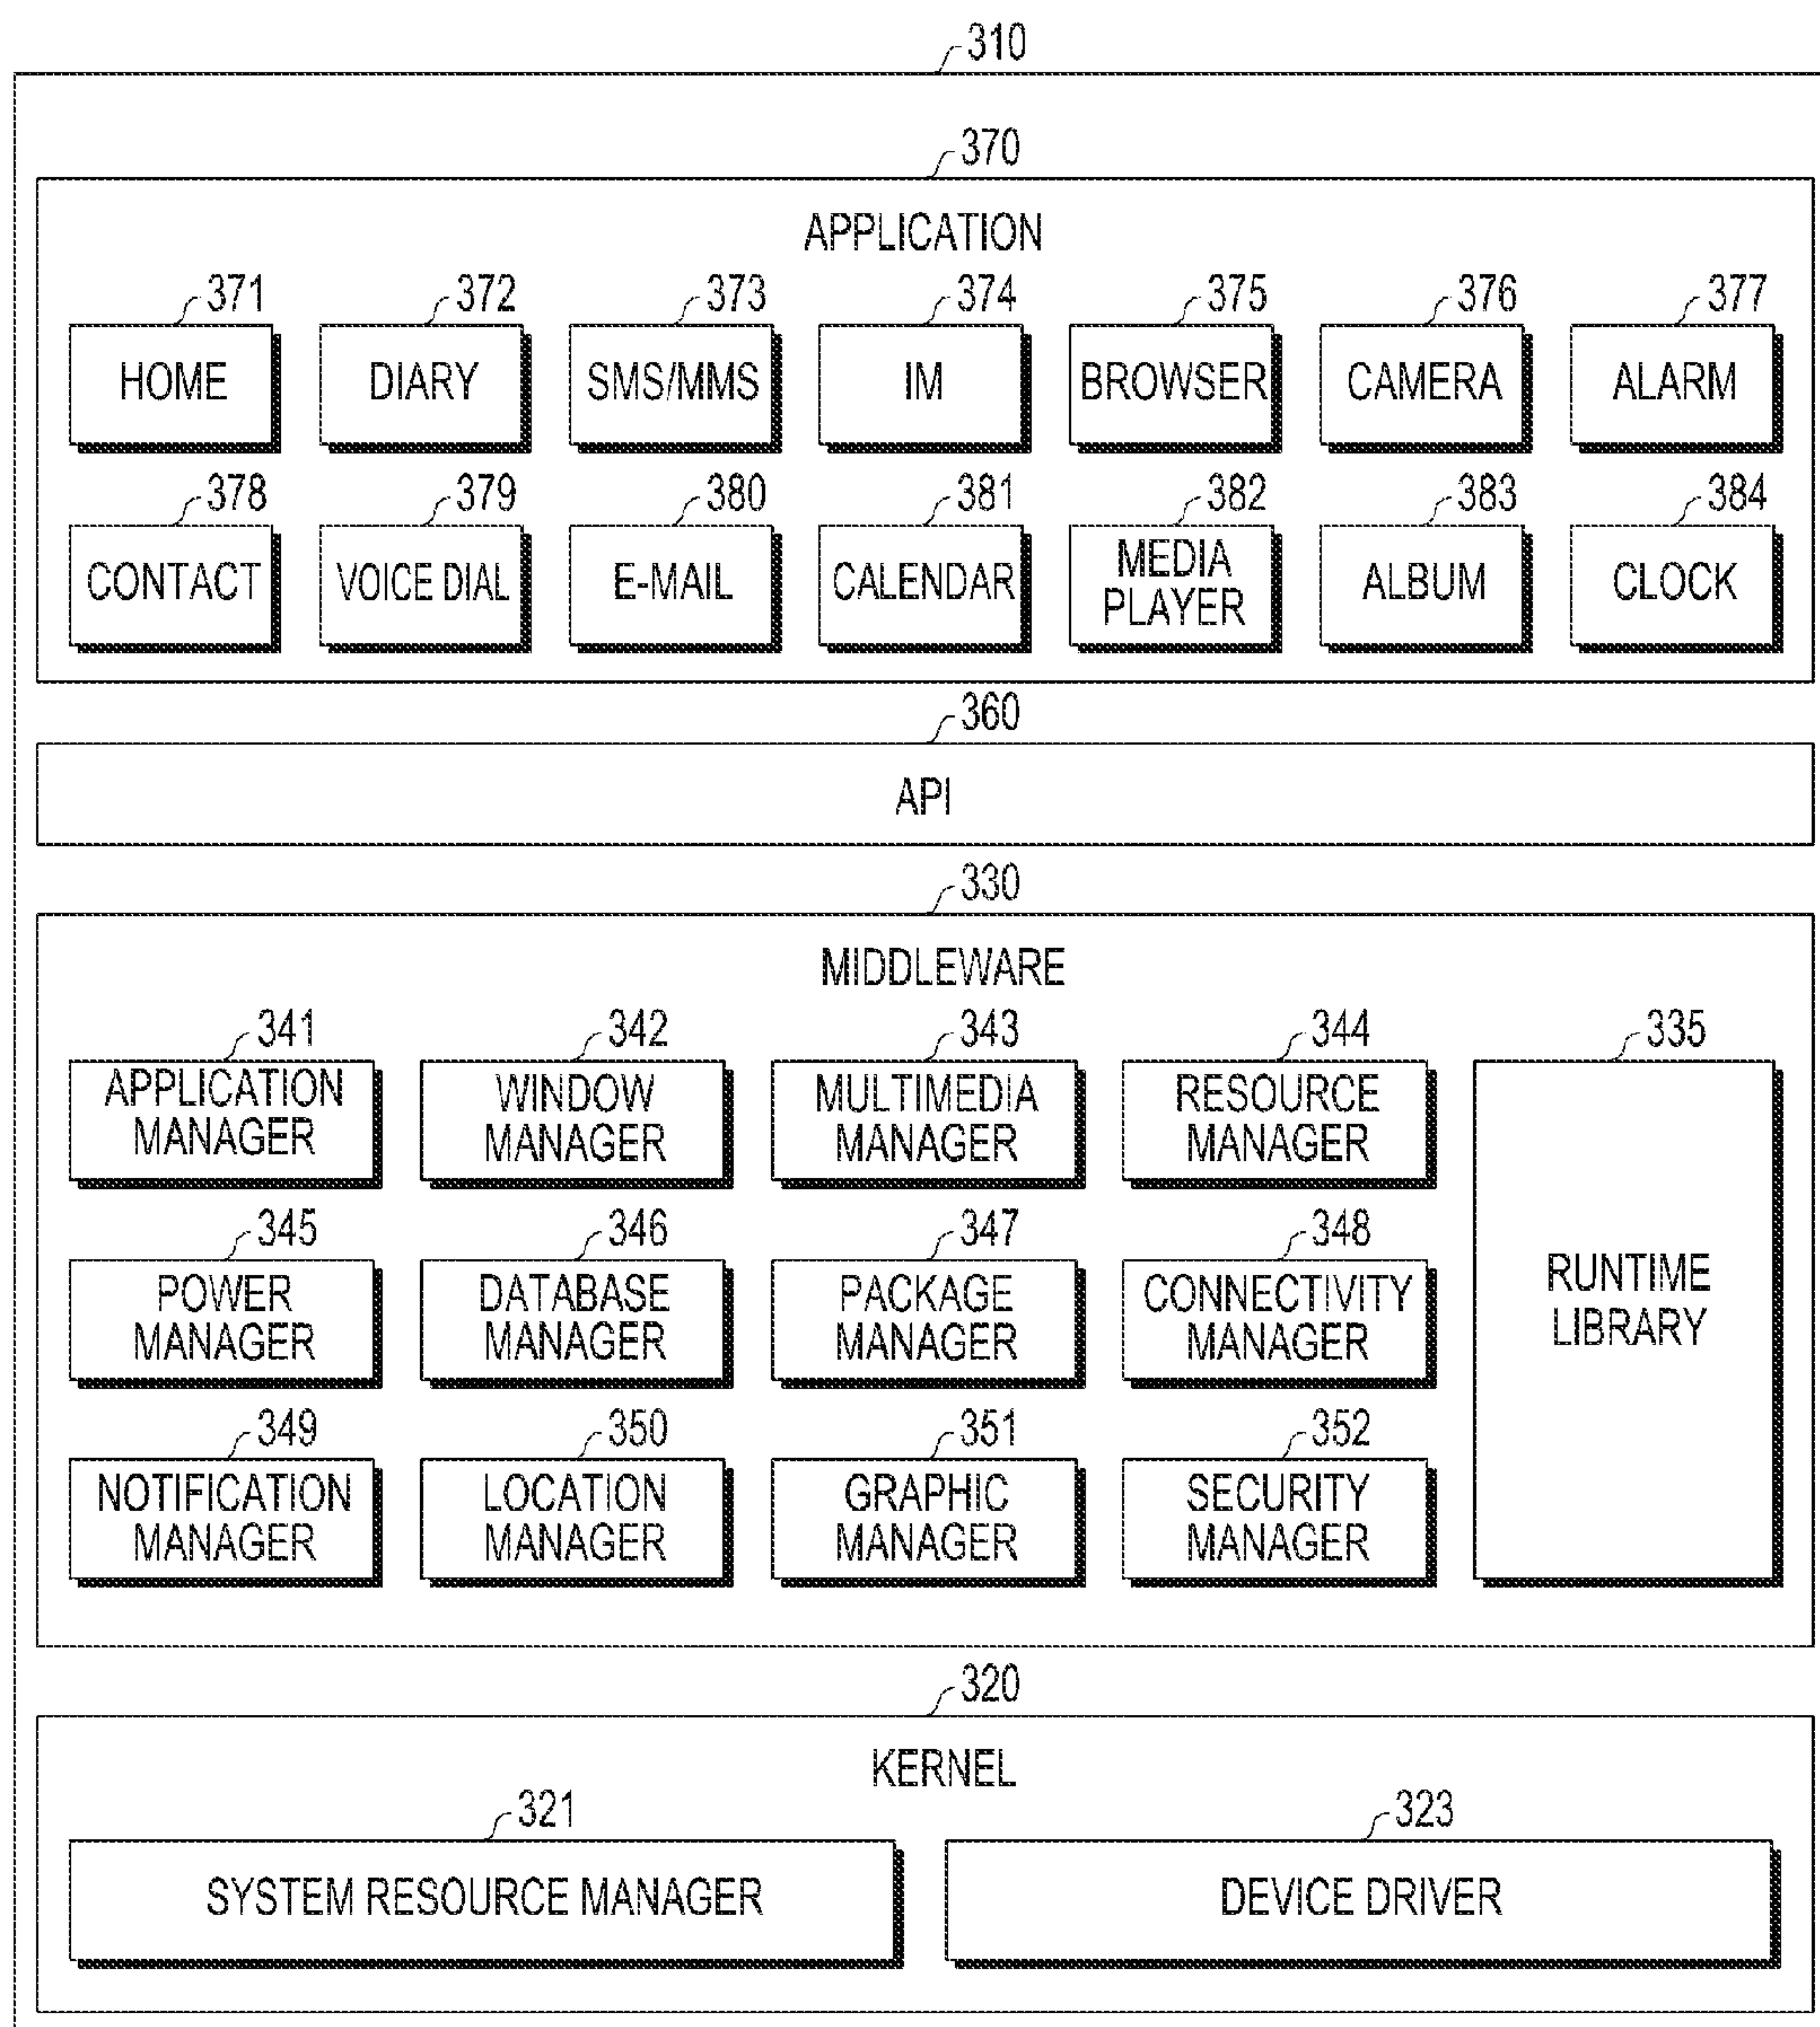 310
370
APPLICATION
371 372 373 374 375 376 377
HOME DIARY SMS/MMS IM BROWSER CAMERA ALARM
378 379 380 381 382 383 384
CONTACT VOICE DIAL E-MAIL CALENDAR MEDIA PLAYER ALBUM CLOCK
360
API
330
MIDDLEWARE
341 342 343 344 335
APPLICATION MANAGER WINDOW MANAGER MULTIMEDIA MANAGER RESOURCE MANAGER
345 346 347 348
POWER MANAGER DATABASE MANAGER PACKAGE MANAGER CONNECTIVITY MANAGER RUNTIME LIBRARY
349 350 351 352
NOTIFICATION MANAGER LOCATION MANAGER GRAPHIC MANAGER SECURITY MANAGER
320
KERNEL
321 323
SYSTEM RESOURCE MANAGER DEVICE DRIVER